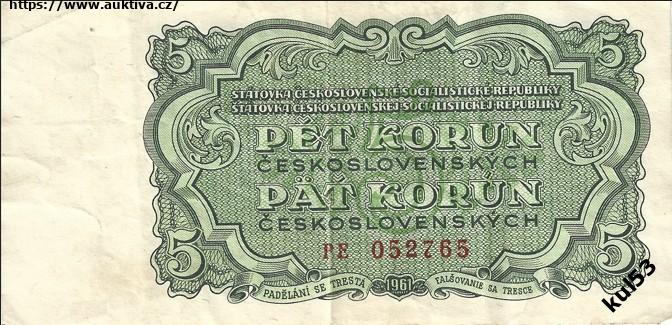 https://www.auktiva.cz/
5 5
STÁTOVKA ČESKOSLOVENSKÉ SOCIALISTICKÉ REPUBLIKY
ŠTÁTOVKA ČESKOSLOVENSKEJ SOCIALISTICKEJ REPUBLIKY
PĚT KORUN
ČESKOSLOVENSKÝCH
PÄŤ KORÚN
ČESKOSLOVENSKÝCH
5 5
PE 052765
PADĚLÁNÍ SE TRESTÁ 1961 FALŠOVANIE SA TRESCE
kul53